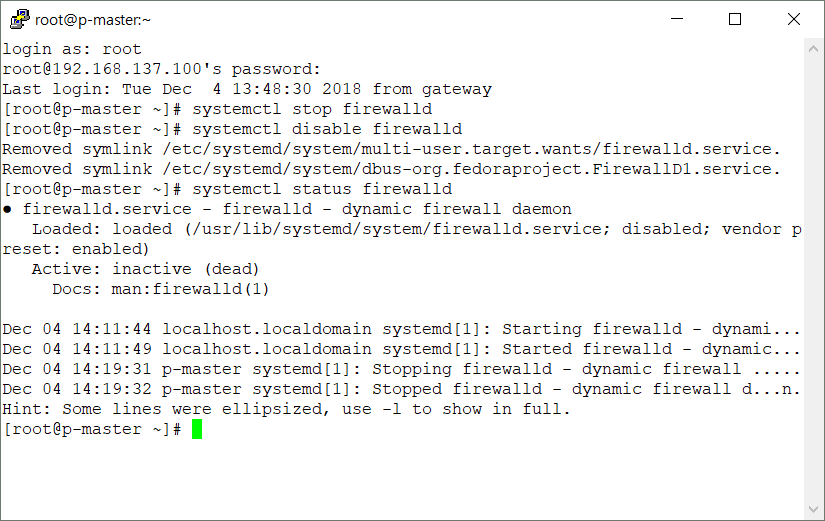 root@p-master:~
login as: root
root@192.168.137.100's password:
Last login: Tue Dec  4 13:48:30 2018 from gateway
[root@p-master ~]# systemctl stop firewalld
[root@p-master ~]# systemctl disable firewalld
Removed symlink /etc/systemd/system/multi-user.target.wants/firewalld.service.
Removed symlink /etc/systemd/system/dbus-org.fedoraproject.FirewallD1.service.
[root@p-master ~]# systemctl status firewalld
● firewalld.service - firewalld - dynamic firewall daemon
   Loaded: loaded (/usr/lib/systemd/system/firewalld.service; disabled; vendor p
reset: enabled)
   Active: inactive (dead)
     Docs: man:firewalld(1)

Dec 04 14:11:44 localhost.localdomain systemd[1]: Starting firewalld - dynami...
Dec 04 14:11:49 localhost.localdomain systemd[1]: Started firewalld - dynamic...
Dec 04 14:19:31 p-master systemd[1]: Stopping firewalld - dynamic firewall .....
Dec 04 14:19:32 p-master systemd[1]: Stopped firewalld - dynamic firewall d...n.
Hint: Some lines were ellipsized, use -l to show in full.
[root@p-master ~]#